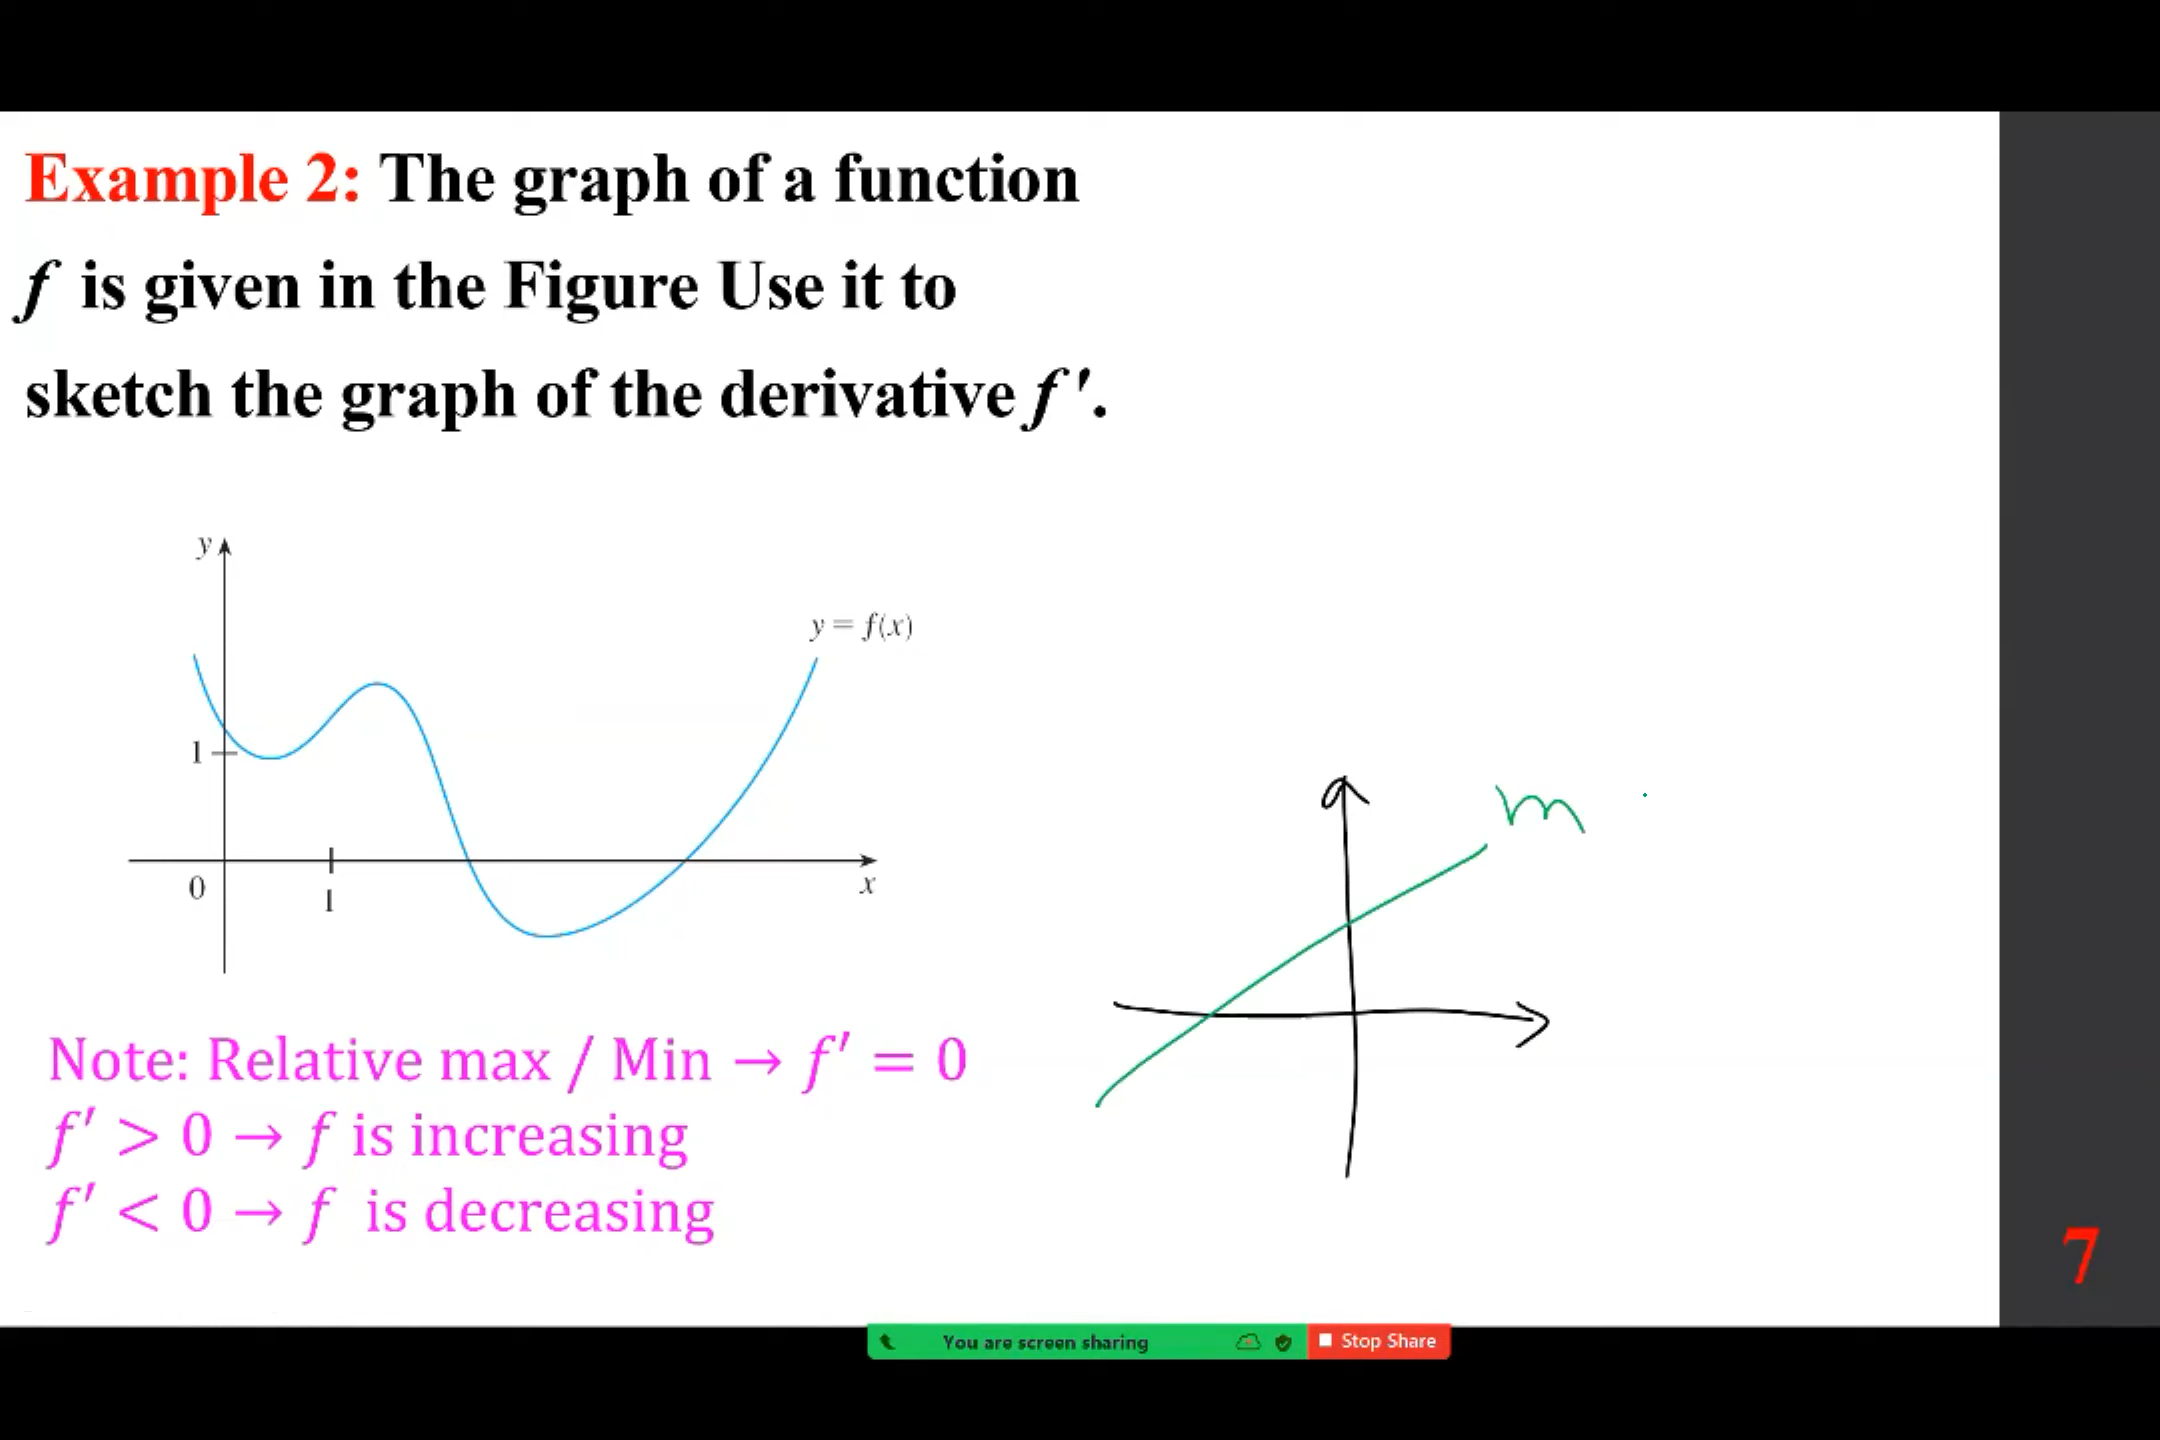 Example 2: The graph of a function
f is given in the Figure Use it to
sketch the graph of the derivative f ′.
y
y = f(x)
1
0
1
x
m
Note: Relative max / Min → f′ = 0
f′ > 0 → f is increasing
f′ < 0 → f is decreasing
7
You are screen sharing
Stop Share